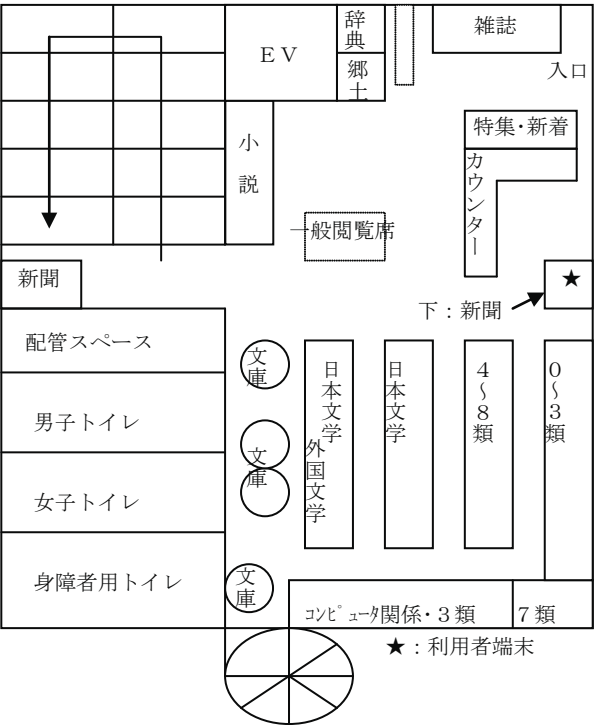 ＥＶ
辞典
郷土
雑誌
入口
小説
特集・新着
カウンター
一般閲覧席
新聞
★
下：新聞
配管スペース
文庫
日本文学
日本文学
４～８類
０～３類
男子トイレ
文庫
外国文学
女子トイレ
身障者用トイレ
文庫
ｺﾝﾋﾟｭｰﾀ関係・３類
７類
★：利用者端末